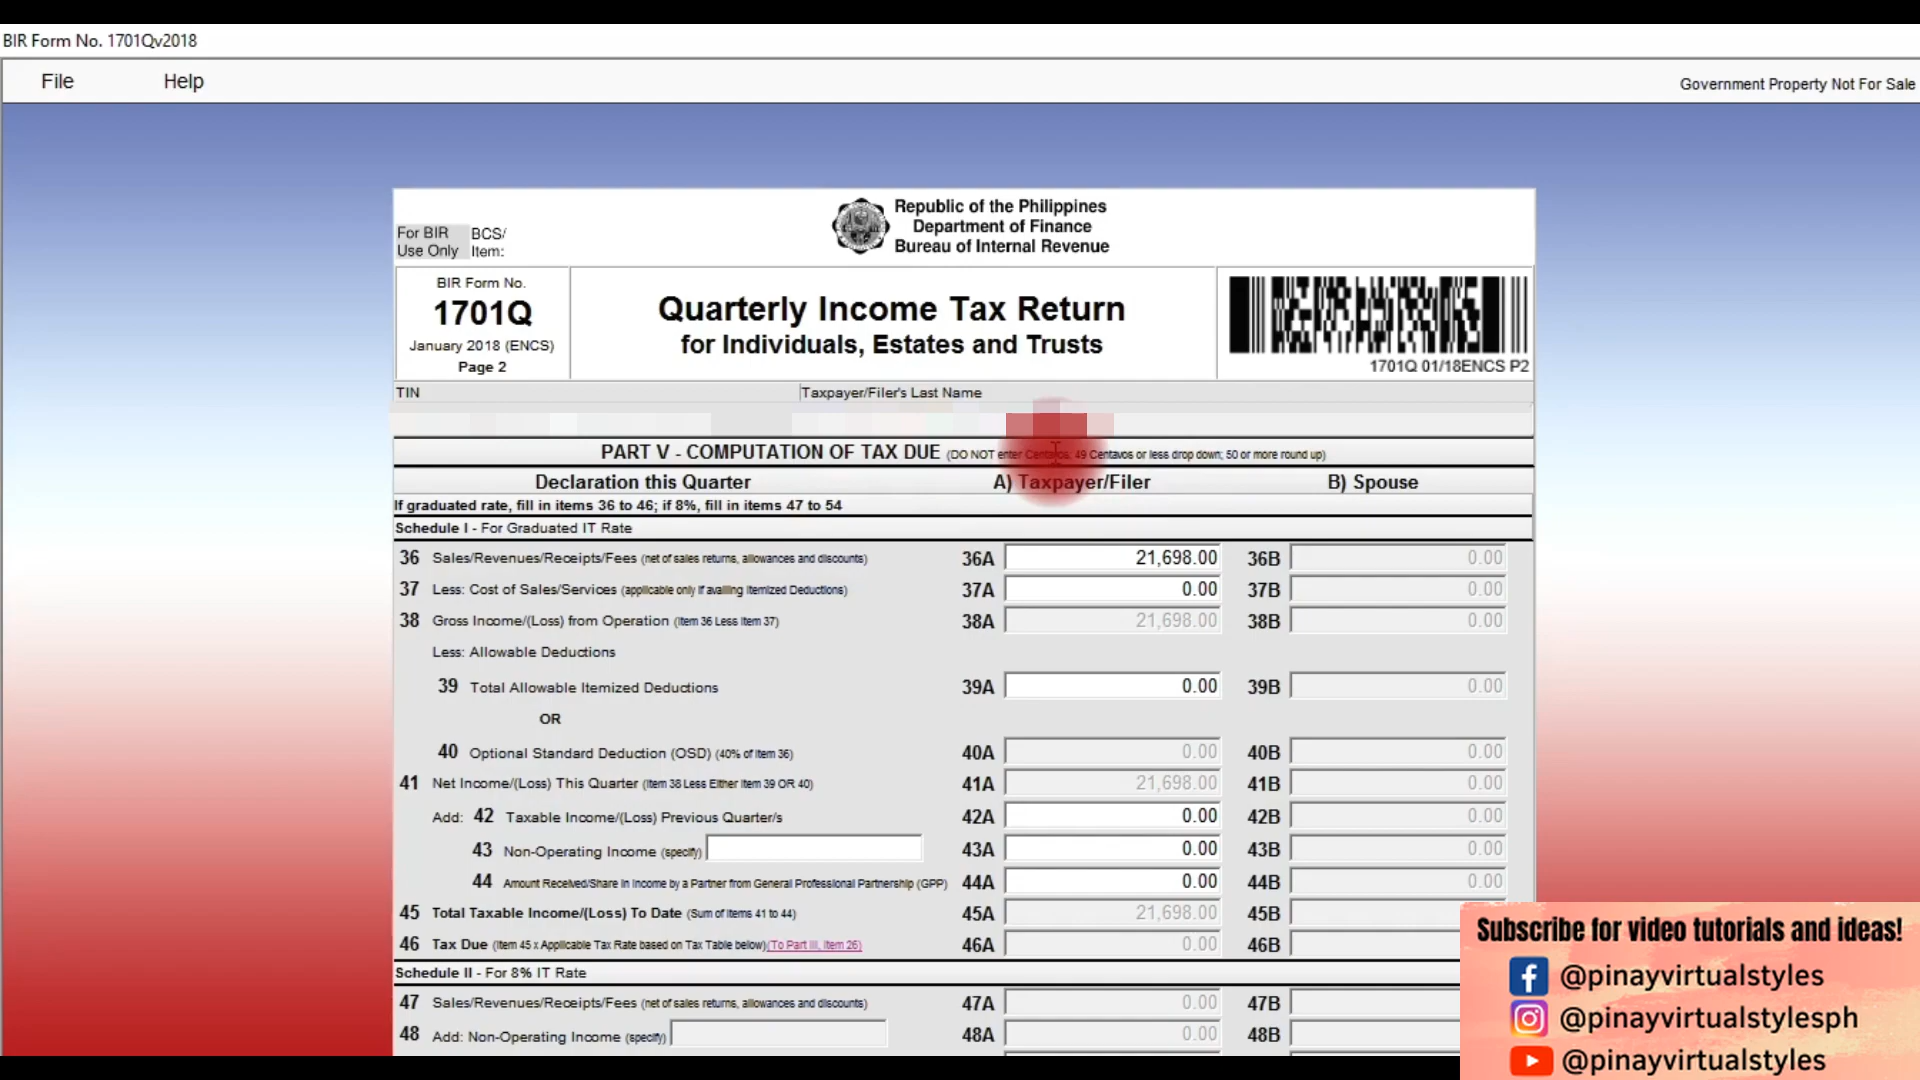 BIR Form No. 1701Qv2018
File Help Government Property Not For Sale
For BIR Use Only
BCS/ Item:
Republic of the Philippines
Department of Finance
Bureau of Internal Revenue
BIR Form No.
1701Q
January 2018 (ENCS)
Page 2
Quarterly Income Tax Return
for Individuals, Estates and Trusts
1701Q 01/18ENCS P2
TIN Taxpayer/Filer's Last Name
PART V - COMPUTATION OF TAX DUE (DO NOT enter Centavos; 49 Centavos or less drop down; 50 or more round up)
Declaration this Quarter A) Taxpayer/Filer B) Spouse
If graduated rate, fill in items 36 to 46; if 8%, fill in items 47 to 54
Schedule I - For Graduated IT Rate
36 Sales/Revenues/Receipts/Fees (net of sales returns, allowances and discounts) 36A 21,698.00 36B 0.00
37 Less: Cost of Sales/Services (applicable only if availing Itemized Deductions) 37A 0.00 37B 0.00
38 Gross Income/(Loss) from Operation (Item 36 Less Item 37) 38A 21,698.00 38B 0.00
Less: Allowable Deductions
39 Total Allowable Itemized Deductions 39A 0.00 39B 0.00
OR
40 Optional Standard Deduction (OSD) (40% of Item 36) 40A 0.00 40B 0.00
41 Net Income/(Loss) This Quarter (Item 38 Less Either Item 39 OR 40) 41A 21,698.00 41B 0.00
Add: 42 Taxable Income/(Loss) Previous Quarter/s 42A 0.00 42B 0.00
43 Non-Operating Income (specify) 43A 0.00 43B 0.00
44 Amount Received/Share in Income by a Partner from General Professional Partnership (GPP) 44A 0.00 44B 0.00
45 Total Taxable Income/(Loss) To Date (Sum of Items 41 to 44) 45A 21,698.00 45B
46 Tax Due (Item 45 x Applicable Tax Rate based on Tax Table below)(To Part III, Item 26) 46A 0.00 46B
Schedule II - For 8% IT Rate
47 Sales/Revenues/Receipts/Fees (net of sales returns, allowances and discounts) 47A 0.00 47B
48 Add: Non-Operating Income (specify) 48A 0.00 48B
Subscribe for video tutorials and ideas!
@pinayvirtualstyles
@pinayvirtualstylesph
@pinayvirtualstyles